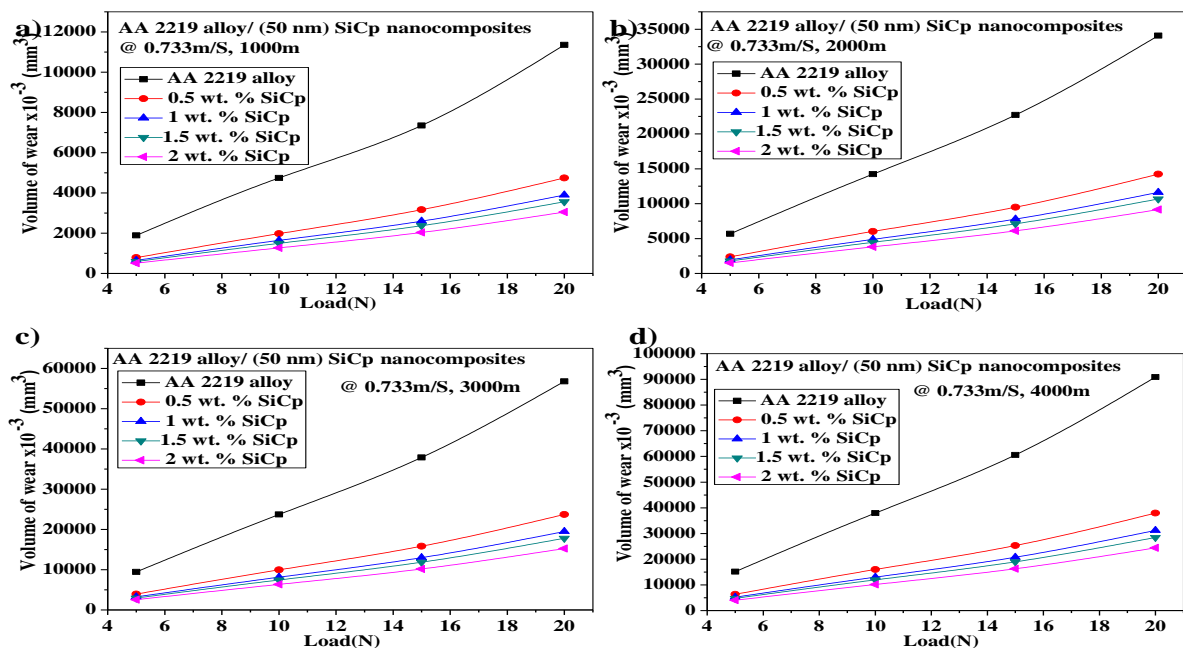 a)
AA 2219 alloy/ (50 nm) SiCp nanocomposites
@ 0.733m/S, 1000m
AA 2219 alloy
0.5 wt. % SiCp
1 wt. % SiCp
1.5 wt. % SiCp
2 wt. % SiCp
Volume of wear x10⁻³ (mm³)
12000
10000
8000
6000
4000
2000
0
4 6 8 10 12 14 16 18 20
Load(N)
b)
AA 2219 alloy/ (50 nm) SiCp nanocomposites
@ 0.733m/S, 2000m
AA 2219 alloy
0.5 wt. % SiCp
1 wt. % SiCp
1.5 wt. % SiCp
2 wt. % SiCp
Volume of wear x10⁻³ (mm³)
35000
30000
25000
20000
15000
10000
5000
0
4 6 8 10 12 14 16 18 20
Load(N)
c)
AA 2219 alloy/ (50 nm) SiCp nanocomposites
@ 0.733m/S, 3000m
AA 2219 alloy
0.5 wt. % SiCp
1 wt. % SiCp
1.5 wt. % SiCp
2 wt. % SiCp
Volume of wear x10⁻³ (mm³)
60000
50000
40000
30000
20000
10000
0
4 6 8 10 12 14 16 18 20
Load(N)
d)
AA 2219 alloy/ (50 nm) SiCp nanocomposites
@ 0.733m/S, 4000m
AA 2219 alloy
0.5 wt. % SiCp
1 wt. % SiCp
1.5 wt. % SiCp
2 wt. % SiCp
Volume of wear x10⁻³ (mm³)
100000
90000
80000
70000
60000
50000
40000
30000
20000
10000
0
4 6 8 10 12 14 16 18 20
Load(N)